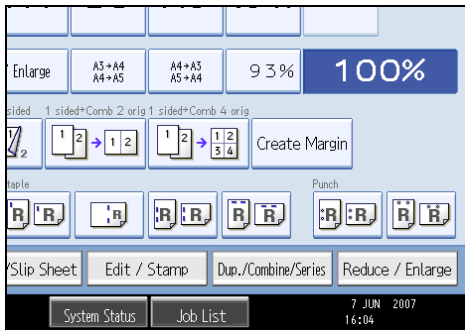 Enlarge A3→A4 A4→A3 93% 100%
A4→A5 A5→A4
sided 1 sided→Comb 2 orig 1 sided→Comb 4 orig
2 1 2 → 1 2 1 2 → 1 2 Create Margin
3 4
taple Punch
R R R R R R R R R R R
/Slip Sheet Edit / Stamp Dup./Combine/Series Reduce / Enlarge
System Status Job List 7 JUN 2007
16:04